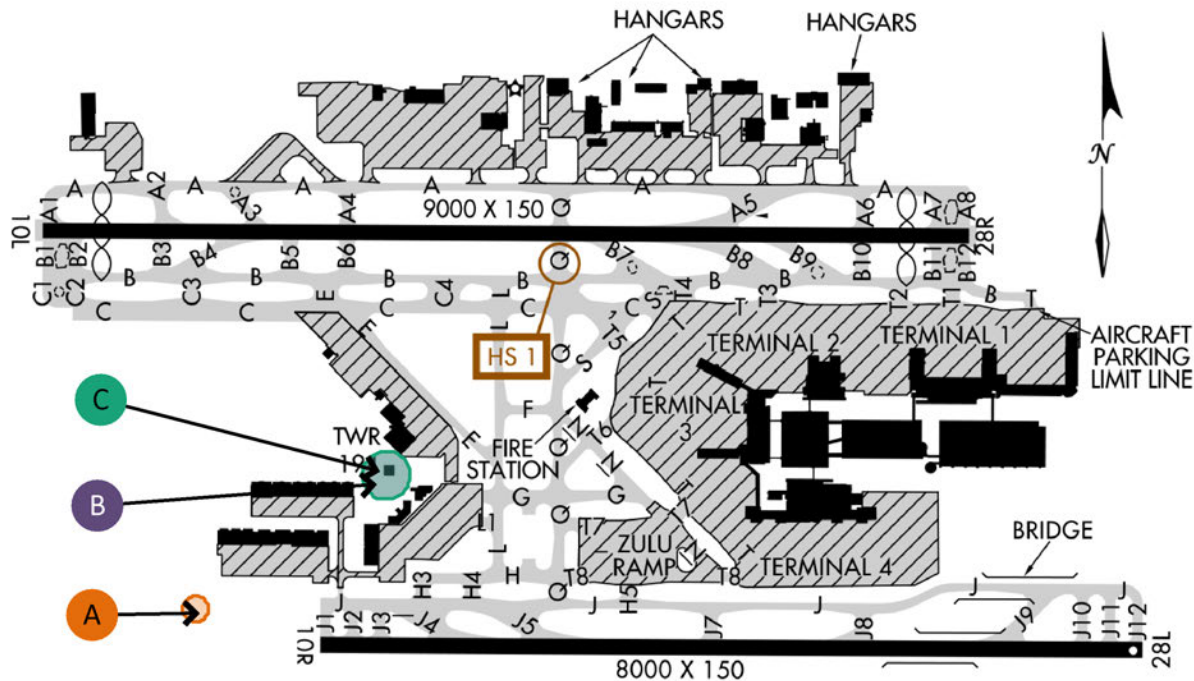 HANGARS
HANGARS
N
A
A2
A
A
A
A
A
A1
A3
A4
9000 X 150
Q
A5
A6
A7
A8
10L
28R
B1
B2
B3
B4
B5
B6
Q
B7
B8
B9
B10
B11
B12
C1
C2
C3
B
B
C4
B
L
B
B
B
C
C
E
C
C
S
T4
T
T3
T2
T1
T
E
L
T5
T
TERMINAL 2
TERMINAL 1
AIRCRAFT
PARKING
LIMIT LINE
HS 1
Q
S
C
T
TERMINAL
3
F
TWR
E
FIRE
STATION
Q
N
T6
N
B
G
G
L1
Q
T7
T7
N
BRIDGE
L
H
ZULU
RAMP
T
TERMINAL 4
H3
H4
T8
T8
Q
J
J
H5
J
J
A
J1
J2
J3
J4
J5
J7
J8
J9
J10
J11
J12
10R
28L
8000 X 150